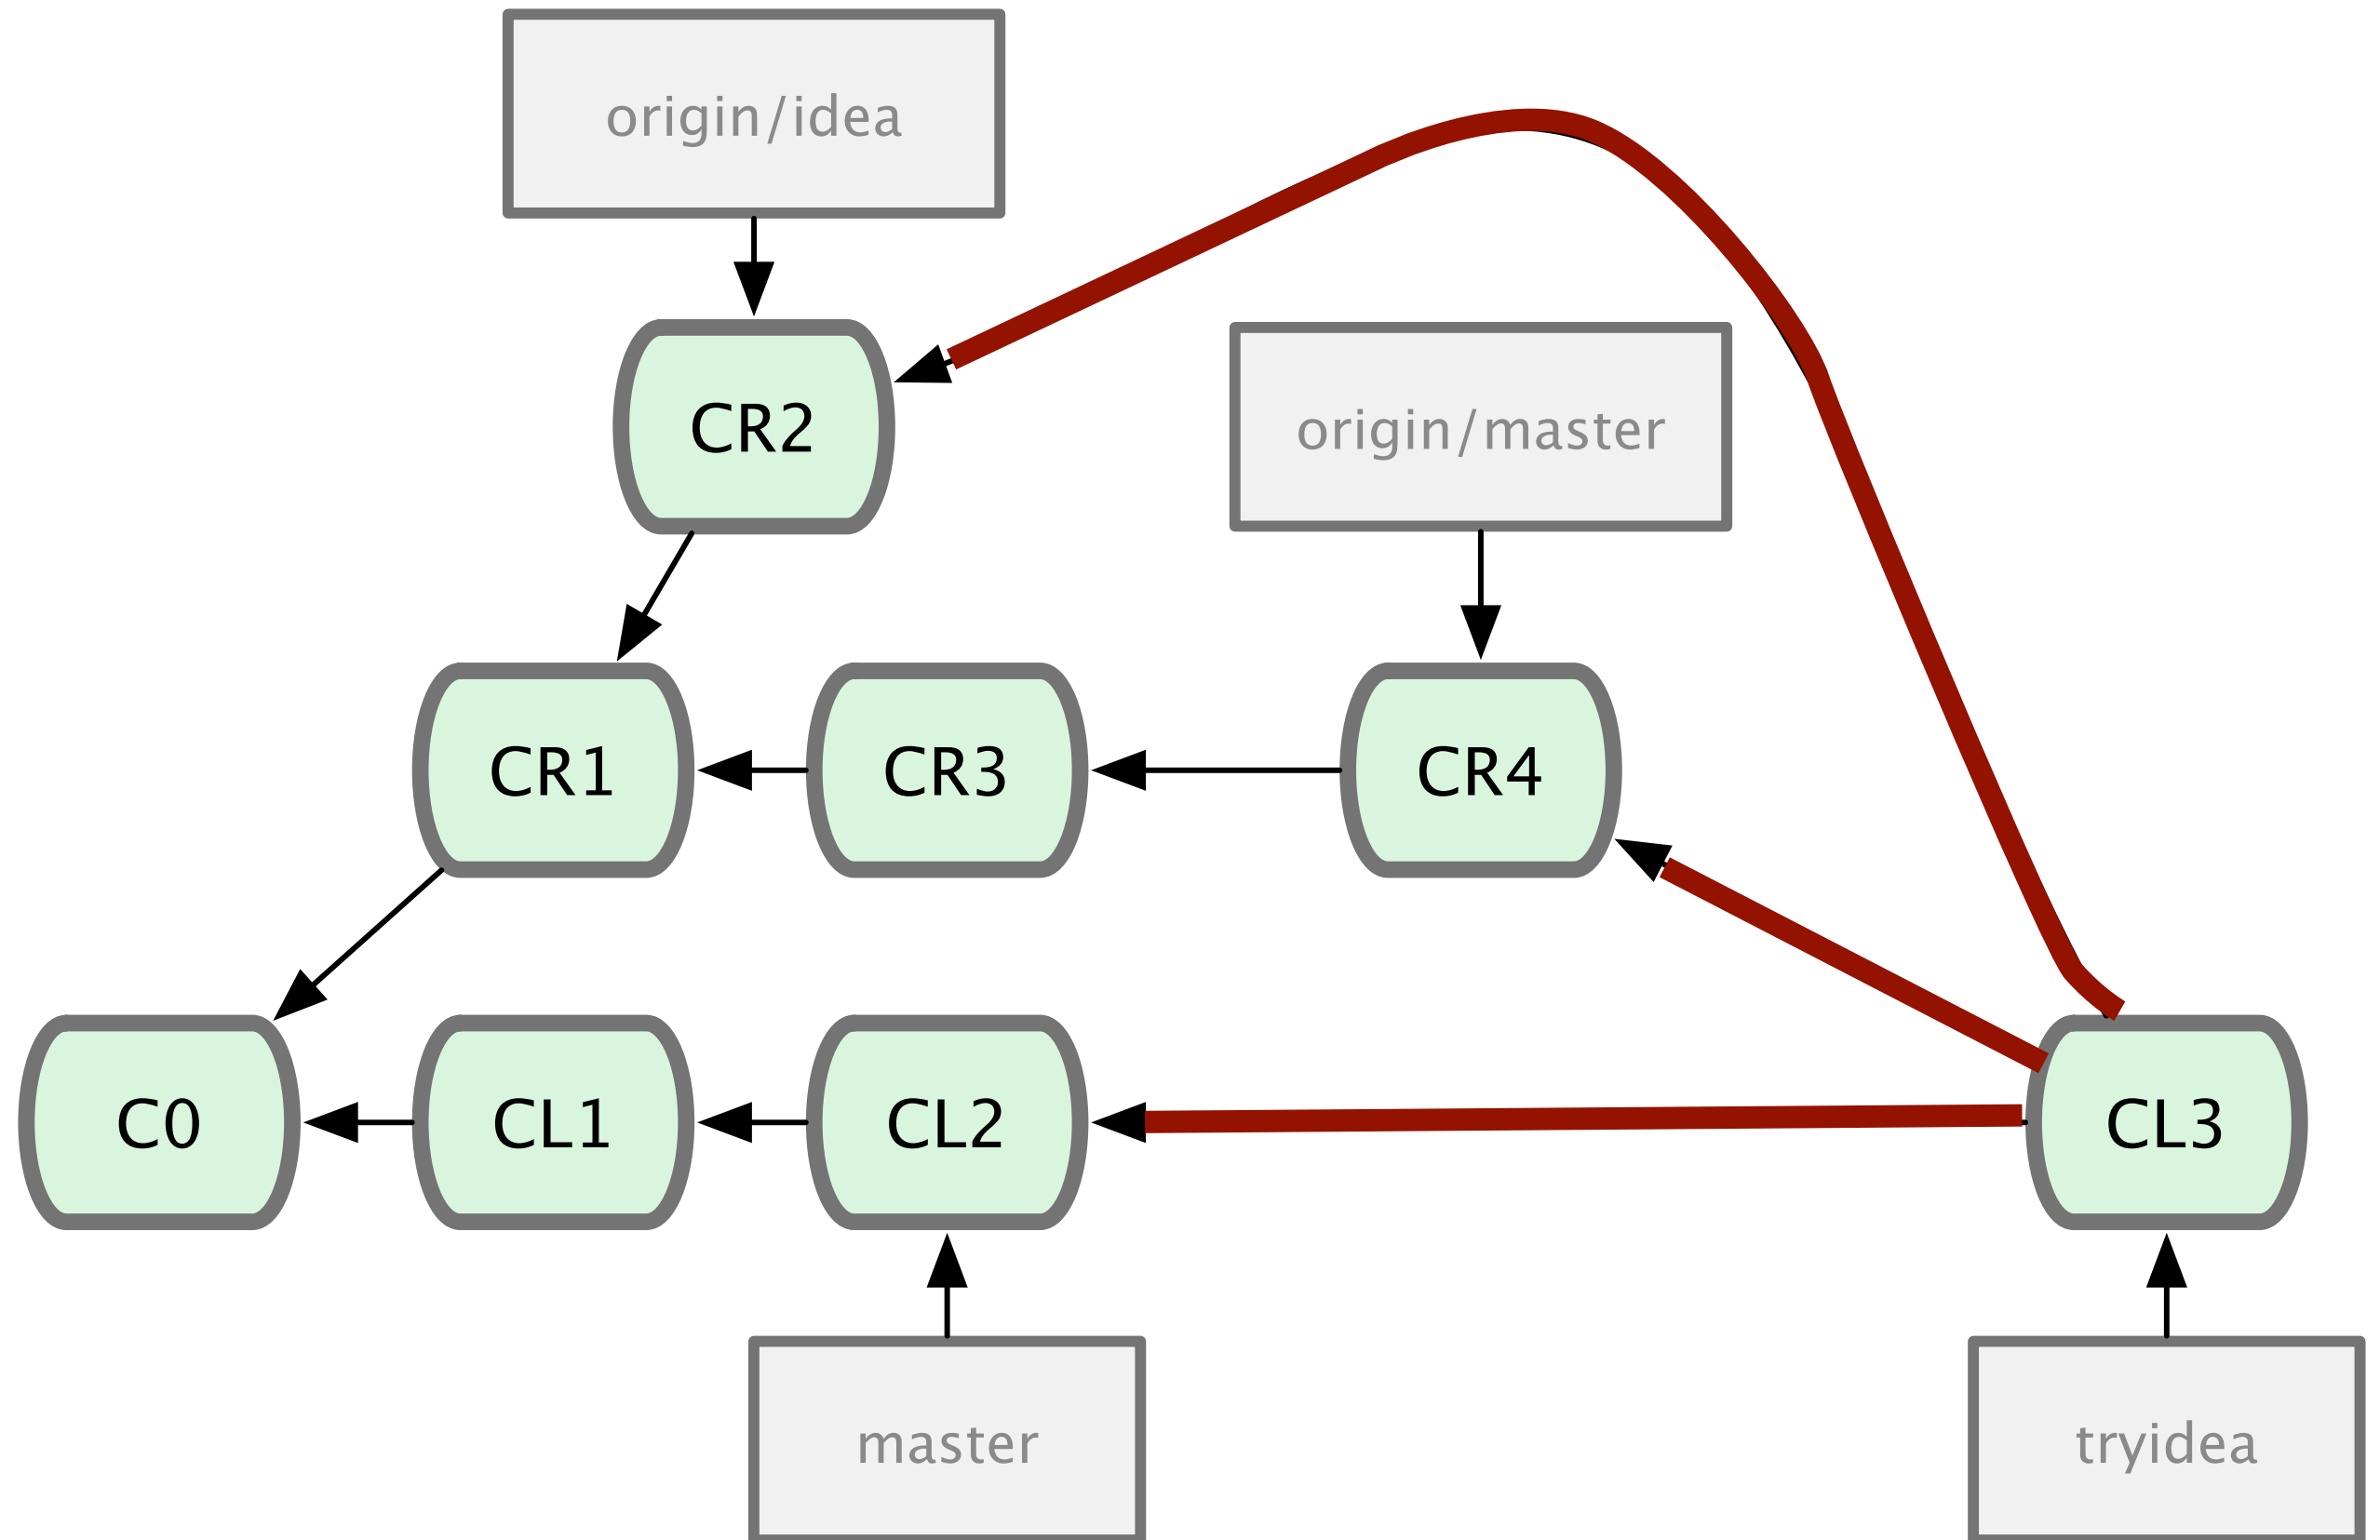 origin/idea
CR2
origin/master
CR1
CR3
CR4
C0
CL1
CL2
CL3
master
tryidea